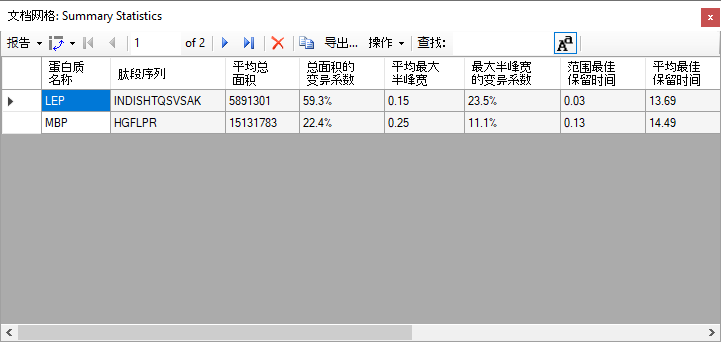 文档网格: Summary Statistics
报告 1 of 2 导出... 操作 查找: Aa
蛋白质名称 肽段序列 平均总面积 总面积的变异系数 平均最大半峰宽 最大半峰宽的变异系数 范围最佳保留时间 平均最佳保留时间
LEP INDISHTQSVSAK 5891301 59.3% 0.15 23.5% 0.03 13.69
MBP HGFLPR 15131783 22.4% 0.25 11.1% 0.13 14.49